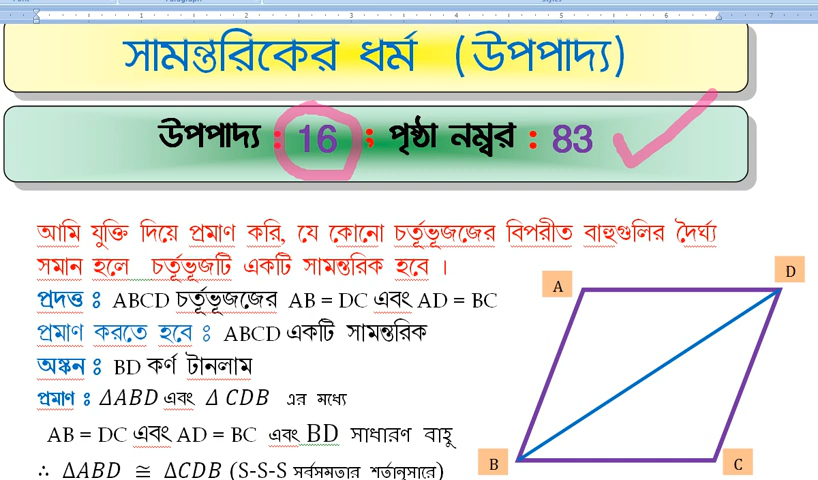 সামন্তরিকের ধর্ম (উপপাদ্য)
উপপাদ্য : 16 ; পৃষ্ঠা নম্বর : 83
আমি যুক্তি দিয়ে প্রমাণ করি, যে কোনো চর্তূভূজজের বিপরীত বাহুগুলির দৈর্ঘ্য
সমান হলে চর্তূভূজটি একটি সামন্তরিক হবে ।
প্রদত্ত : ABCD চর্তূভূজজের AB = DC এবং AD = BC
প্রমাণ করতে হবে : ABCD একটি সামন্তরিক
অঙ্কন : BD কর্ণ টানলাম
প্রমাণ : ΔABD এবং Δ CDB এর মধ্যে
AB = DC এবং AD = BC এবং BD সাধারণ বাহু
∴ ΔABD ≅ ΔCDB (S-S-S সর্বসমতার শর্তানুসারে)
A
D
B
C